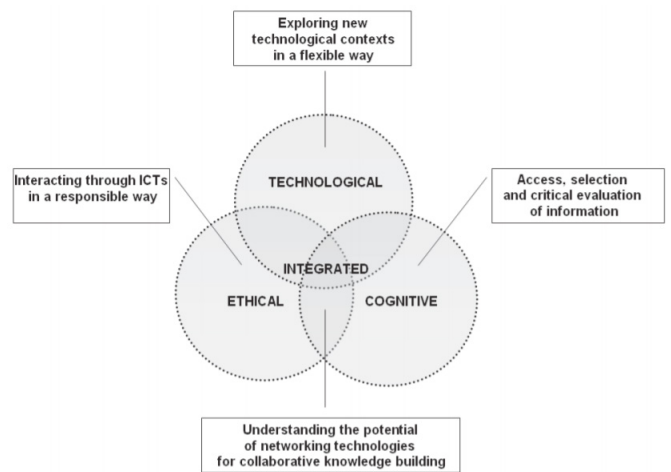 Exploring new
technological contexts
in a flexible way
TECHNOLOGICAL
Interacting through ICTs
in a responsible way
Access, selection
and critical evaluation
of information
INTEGRATED
ETHICAL
COGNITIVE
Understanding the potential
of networking technologies
for collaborative knowledge building